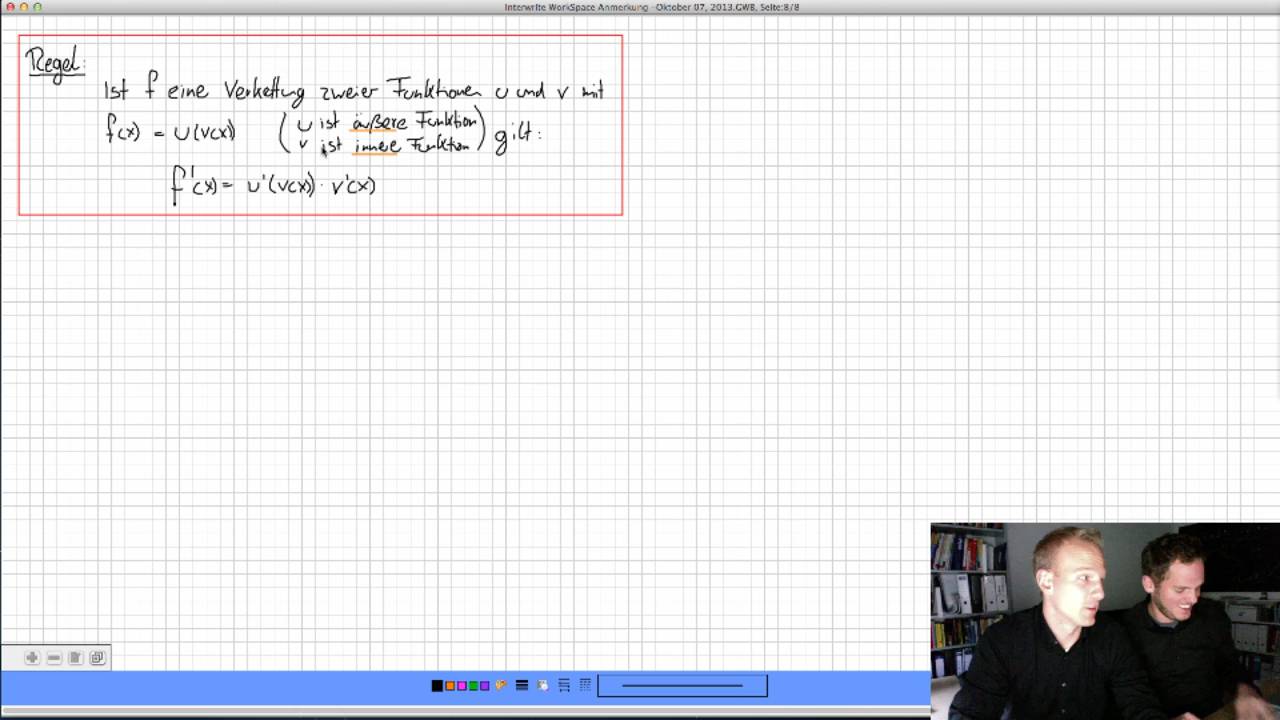 Interwrite WorkSpace Anmerkung -Oktober 07, 2013.GWB, Seite:8/8
Regel:
Ist f eine Verkettung zweier Funktionen u und v mit
f(x) = u(v(x)) (u ist äußere Funktion
v ist innere Funktion) gilt:
f'(x) = u'(v(x)) · v'(x)